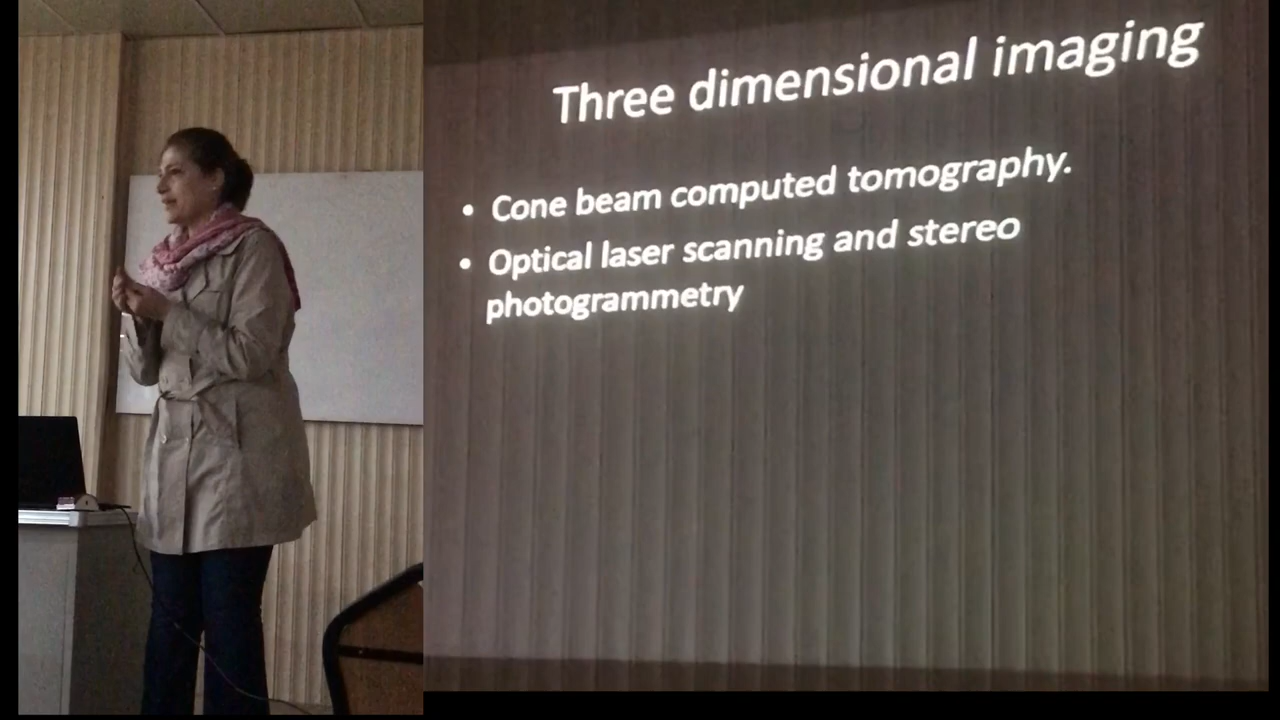 Three dimensional imaging
• Cone beam computed tomography.
• Optical laser scanning and stereo
photogrammetry